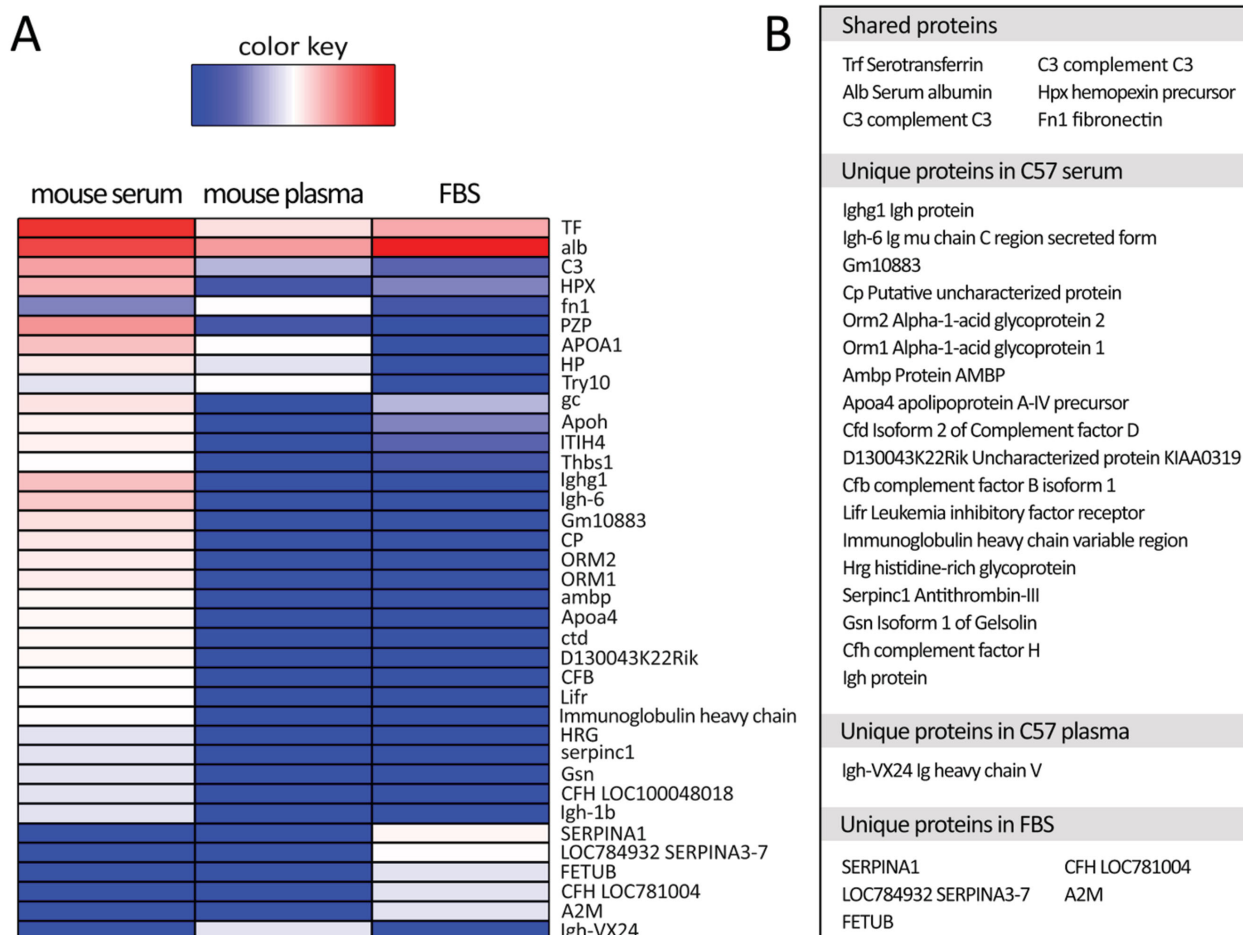 A
color key
mouse serum mouse plasma FBS
TF
alb
C3
HPX
fn1
PZP
APOA1
HP
Try10
gc
Apoh
ITIH4
Thbs1
Ighg1
Igh-6
Gm10883
CP
ORM2
ORM1
ambp
Apoa4
ctd
D130043K22Rik
CFB
Lifr
Immunoglobulin heavy chain
HRG
serpinc1
Gsn
CFH LOC100048018
Igh-1b
SERPINA1
LOC784932 SERPINA3-7
FETUB
CFH LOC781004
A2M
Igh-VX24
B
Shared proteins
Trf Serotransferrin C3 complement C3
Alb Serum albumin Hpx hemopexin precursor
C3 complement C3 Fn1 fibronectin
Unique proteins in C57 serum
Ighg1 Igh protein
Igh-6 Ig mu chain C region secreted form
Gm10883
Cp Putative uncharacterized protein
Orm2 Alpha-1-acid glycoprotein 2
Orm1 Alpha-1-acid glycoprotein 1
Ambp Protein AMBP
Apoa4 apolipoprotein A-IV precursor
Cfd Isoform 2 of Complement factor D
D130043K22Rik Uncharacterized protein KIAA0319
Cfb complement factor B isoform 1
Lifr Leukemia inhibitory factor receptor
Immunoglobulin heavy chain variable region
Hrg histidine-rich glycoprotein
Serpinc1 Antithrombin-III
Gsn Isoform 1 of Gelsolin
Cfh complement factor H
Igh protein
Unique proteins in C57 plasma
Igh-VX24 Ig heavy chain V
Unique proteins in FBS
SERPINA1 CFH LOC781004
LOC784932 SERPINA3-7 A2M
FETUB